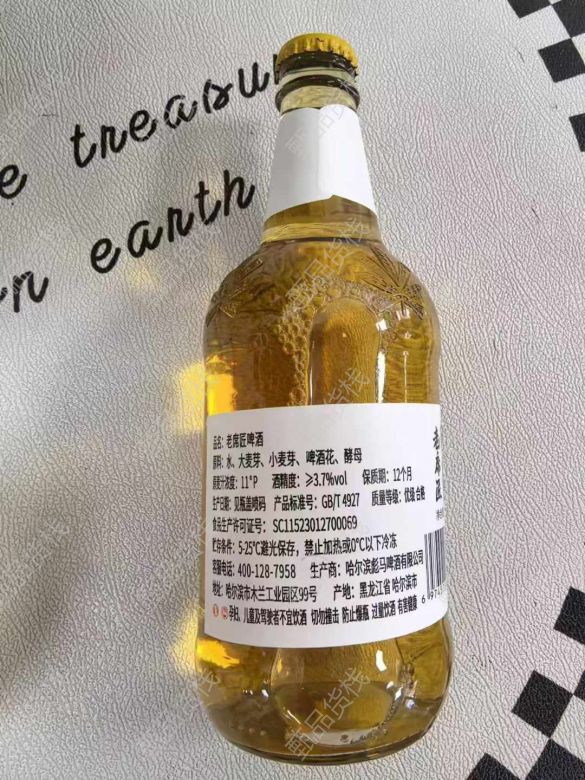 e treasu
n earth
品名: 老席匠啤酒
原料: 水、大麦芽、小麦芽、啤酒花、酵母
原麦汁浓度: 11°P 酒精度: ≥3.7%vol 保质期: 12个月
生产日期: 见瓶盖喷码 产品标准号: GB/T 4927 质量等级: 优级 合格
食品生产许可证号: SC11523012700069
贮存条件: 5-25℃避光保存, 禁止加热或0℃以下冷冻
客服电话: 400-128-7958 生产商: 哈尔滨彪马啤酒有限公司
地址: 哈尔滨市木兰工业园区99号 产地: 黑龙江省 哈尔滨市
孕妇, 儿童及驾驶者不宜饮酒 切勿撞击 防止爆瓶 过量饮酒 有害健康
老席匠
甄品货栈